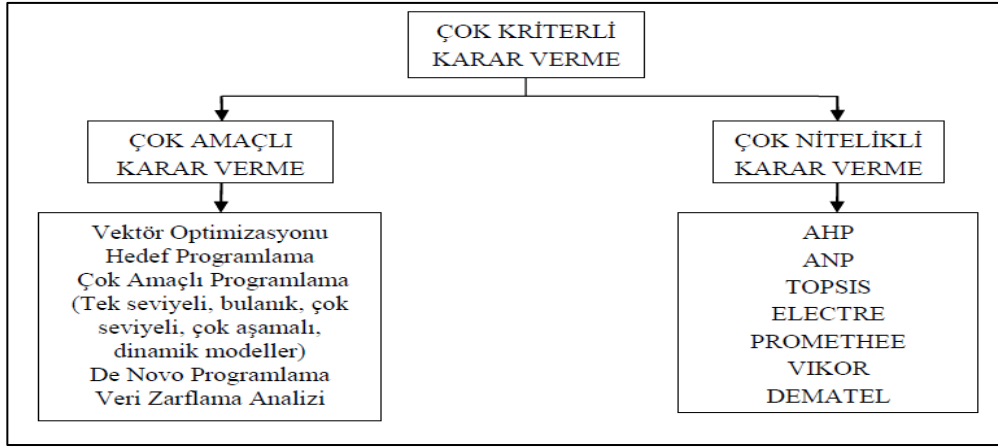 ÇOK KRİTERLİ
KARAR VERME
ÇOK AMAÇLI
KARAR VERME
ÇOK NİTELİKLİ
KARAR VERME
Vektör Optimizasyonu
Hedef Programlama
Çok Amaçlı Programlama
(Tek seviyeli, bulanık, çok
seviyeli, çok aşamalı,
dinamik modeller)
De Novo Programlama
Veri Zarflama Analizi
AHP
ANP
TOPSIS
ELECTRE
PROMETHEE
VIKOR
DEMATEL